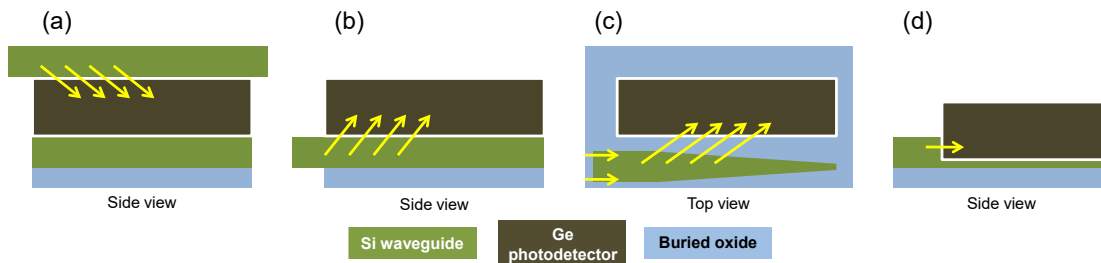 (a)
(b)
(c)
(d)
Side view
Side view
Top view
Side view
Si waveguide
Ge
photodetector
Buried oxide